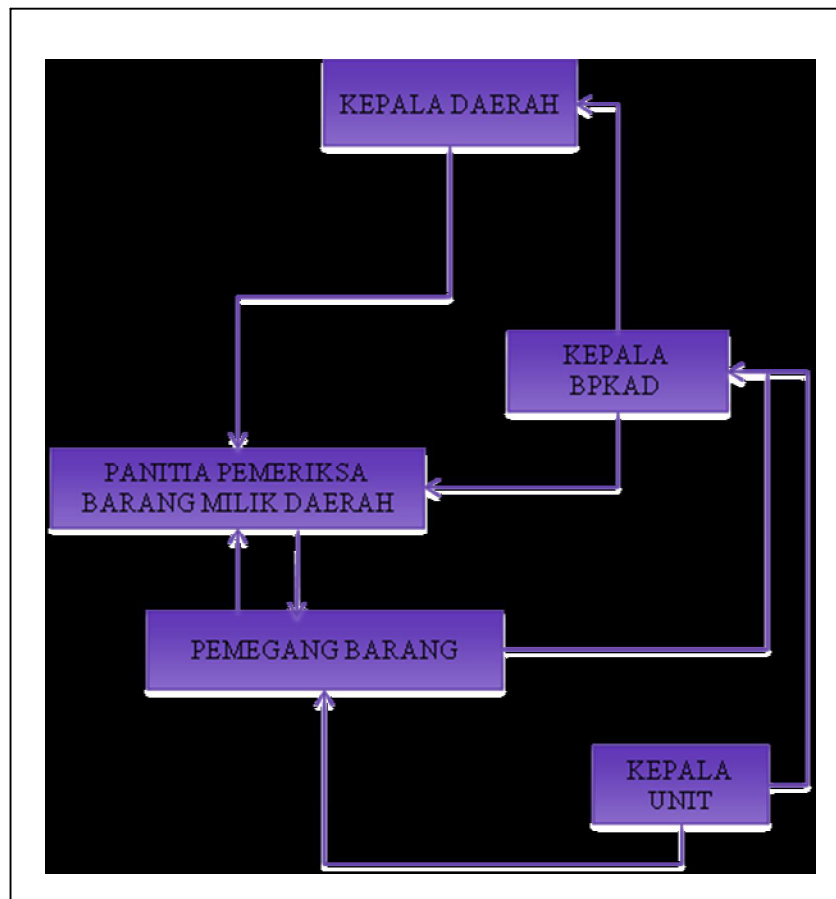 KEPALA DAERAH
KEPALA
BPKAD
PANITIA PEMERIKSA
BARANG MILIK DAERAH
PEMEGANG BARANG
KEPALA
UNIT